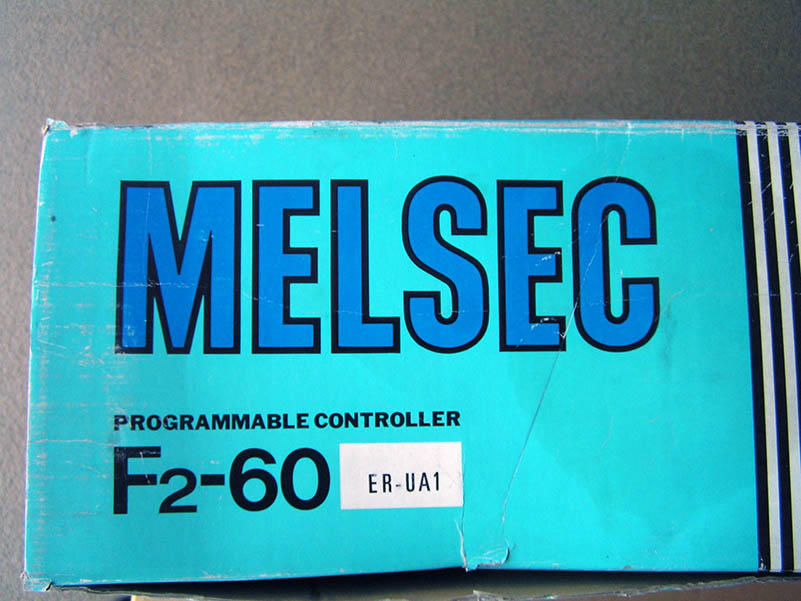 MELSEC
PROGRAMMABLE CONTROLLER
F2-60 ER-UA1